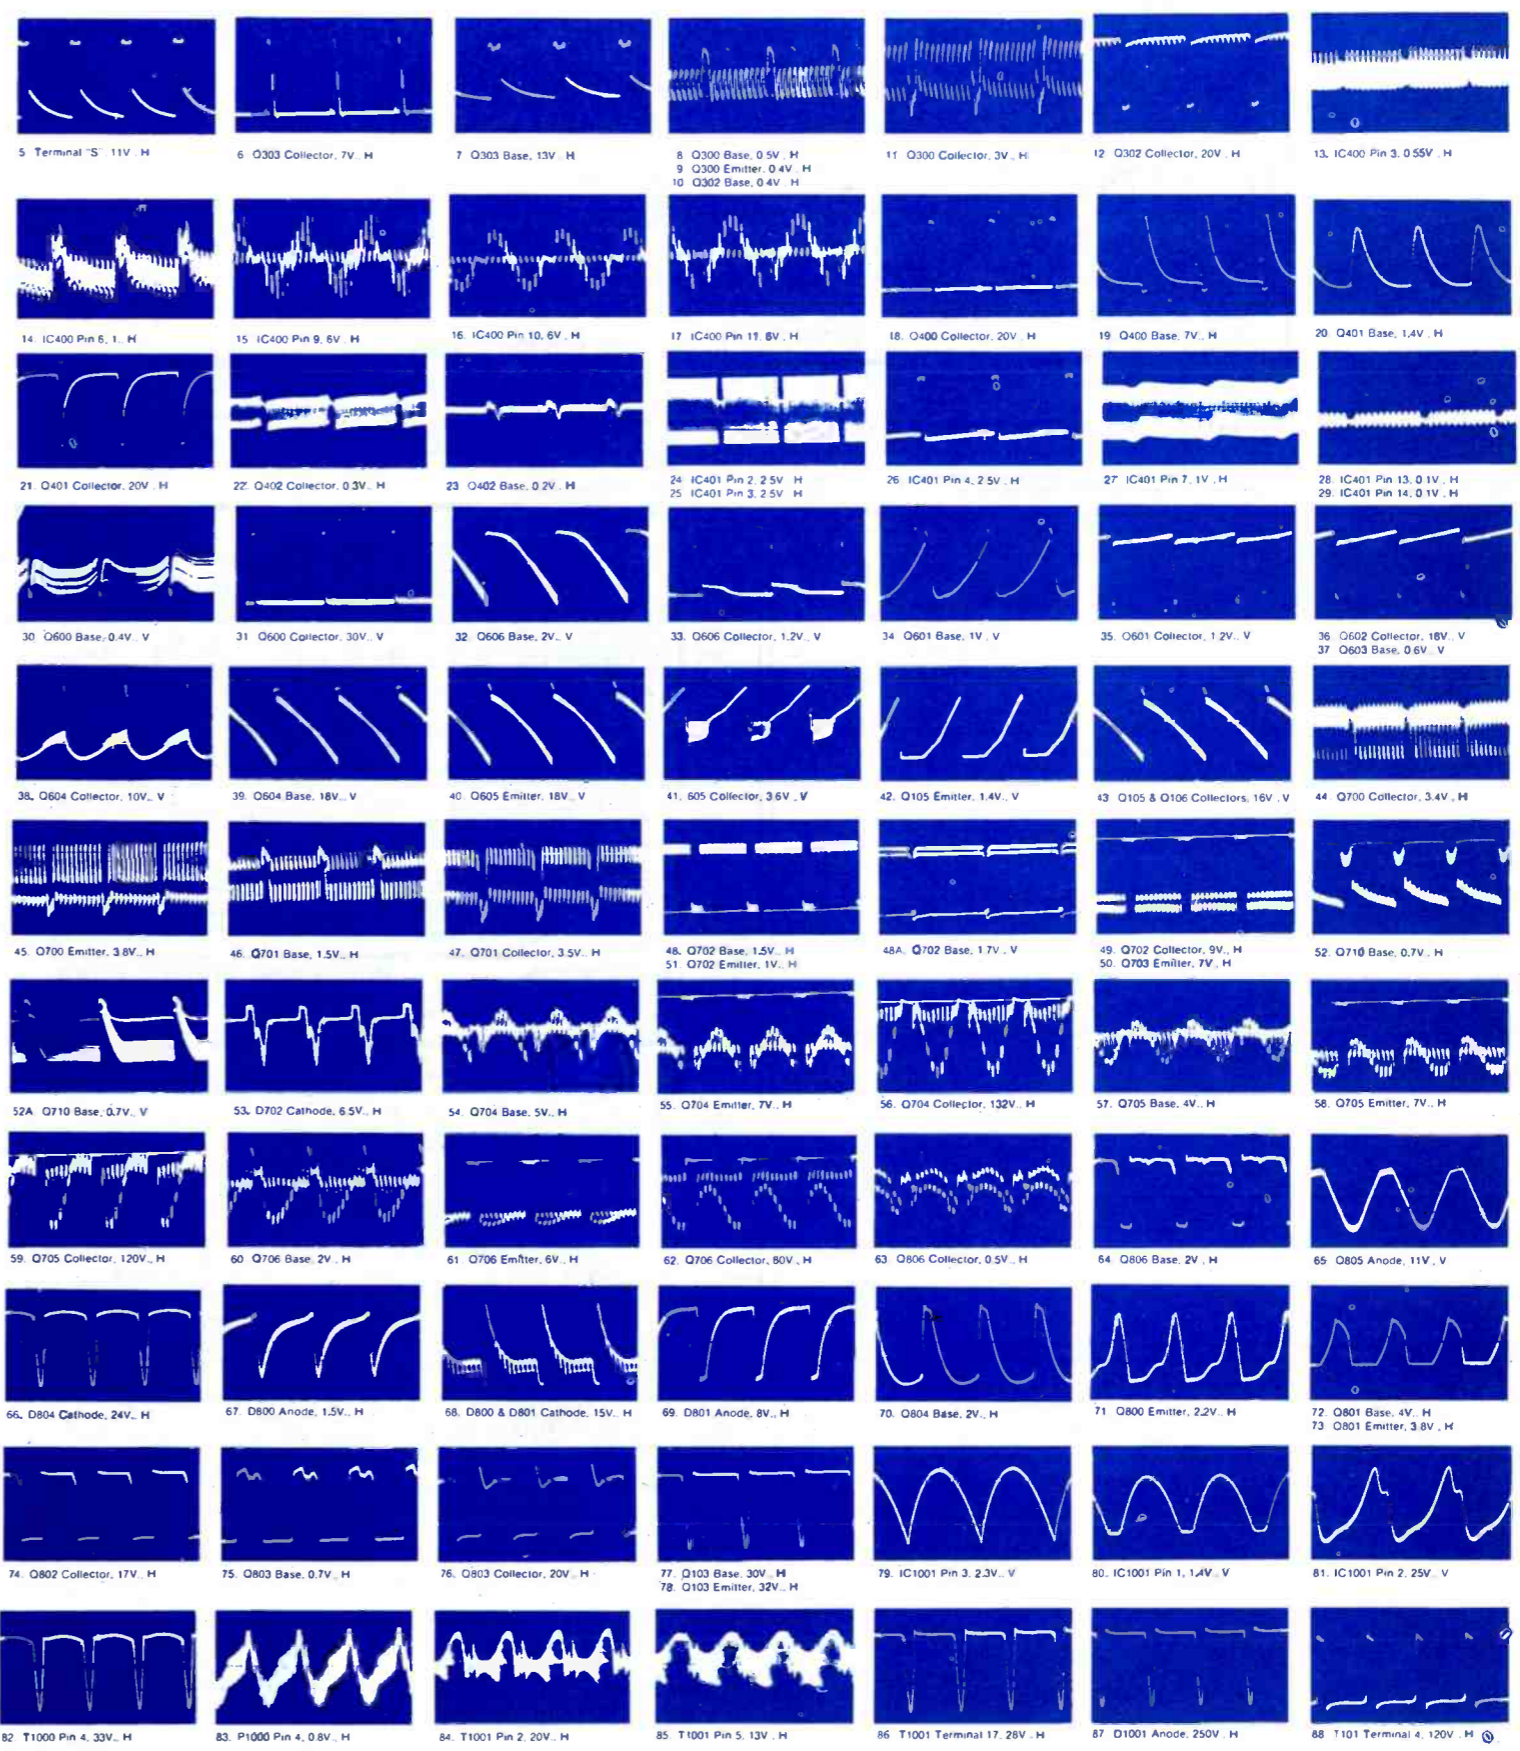 5 Terminal "S". 11V. H
6 Q303 Collector, 7V.. H
7 Q303 Base, 13V. H
8 Q300 Base, 0.5V. H
9 Q300 Emitter, 0.4V. H
10 Q302 Base, 0.4V. H
11 Q300 Collector, 3V., H
12 Q302 Collector, 20V., H
13. IC400 Pin 3, 0.55V., H
14. IC400 Pin 6, 1.. H
15 IC400 Pin 9, 6V., H
16. IC400 Pin 10, 6V., H
17 IC400 Pin 11, 6V., H
18. Q400 Collector, 20V., H
19 Q400 Base, 7V., H
20. Q401 Base, 1.4V., H
21. Q401 Collector, 20V., H
22. Q402 Collector, 0.3V., H
23 Q402 Base, 0.2V., H
24 IC401 Pin 2, 2.5V H
25 IC401 Pin 3, 2.5V H
26 IC401 Pin 4, 2.5V., H
27 IC401 Pin 7, 1V., H
28. IC401 Pin 13, 0.1V., H
29. IC401 Pin 14, 0.1V., H
30 Q600 Base, 0.4V.. V
31 Q600 Collector, 30V.. V
32. Q606 Base, 2V.. V
33. Q606 Collector, 1.2V.. V
34 Q601 Base, 1V., V
35. Q601 Collector, 1.2V.. V
36 Q602 Collector, 18V.. V
37 Q603 Base, 0.6V.. V
38. Q604 Collector, 10V.. V
39. Q604 Base, 18V.. V
40. Q605 Emitter, 18V.. V
41. 605 Collector, 3.6V., V
42. Q105 Emitter, 1.4V., V
43 Q105 & Q106 Collectors, 16V., V
44. Q700 Collector, 3.4V., H
45. Q700 Emitter, 3.8V., H
46. Q701 Base, 1.5V., H
47. Q701 Collector, 3.5V., H
48. Q702 Base, 1.5V., H
51. Q702 Emitter, 1V., H
48A. Q702 Base, 1.7V., V
49. Q702 Collector, 9V., H
50. Q703 Emitter, 7V., H
52. Q710 Base, 0.7V., H
52A. Q710 Base, 0.7V., V
53. D702 Cathode, 6.5V., H
54. Q704 Base, 5V., H
55. Q704 Emitter, 7V., H
56. Q704 Collector, 132V., H
57. Q705 Base, 4V., H
58. Q705 Emitter, 7V., H
59. Q705 Collector, 120V., H
60 Q706 Base, 2V., H
61 Q706 Emitter, 6V., H
62. Q706 Collector, 80V., H
63. Q806 Collector, 0.5V., H
64. Q806 Base, 2V., H
65 Q805 Anode, 11V., V
66. D804 Cathode, 24V., H
67. D800 Anode, 1.5V., H
68. D800 & D801 Cathode, 15V., H
69. D801 Anode, 8V., H
70. Q804 Base, 2V., H
71 Q800 Emitter, 2.2V., H
72. Q801 Base, 4V., H
73 Q801 Emitter, 3.8V., H
74. Q802 Collector, 17V., H
75. Q803 Base, 0.7V., H
76. Q803 Collector, 20V., H
77. Q103 Base, 30V., H
78. Q103 Emitter, 32V., H
79. IC1001 Pin 3, 2.3V., V
80. IC1001 Pin 1, 1.4V., V
81. IC1001 Pin 2, 25V., V
82. T1000 Pin 4, 33V., H
83. P1000 Pin 4, 0.8V., H
84. T1001 Pin 2, 20V., H
85. T1001 Pin 5, 13V., H
86 T1001 Terminal 17, 28V., H
87 D1001 Anode, 250V., H
88 T101 Terminal 4, 120V., H